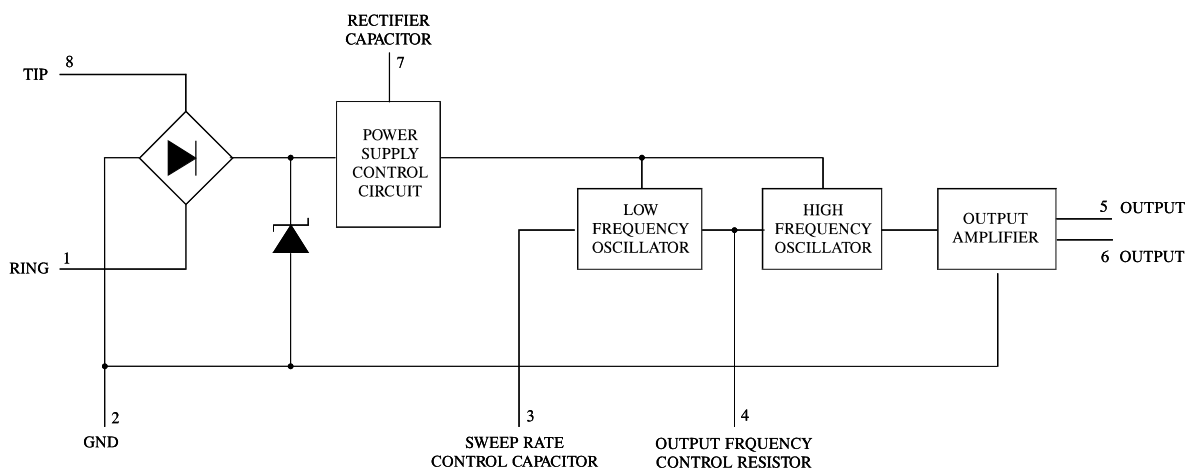 RECTIFIER
CAPACITOR
7
8
TIP
POWER
SUPPLY
CONTROL
CIRCUIT
LOW
FREQUENCY
OSCILLATOR
HIGH
FREQUENCY
OSCILLATOR
OUTPUT
AMPLIFIER
5 OUTPUT
6 OUTPUT
RING
1
2
GND
3
SWEEP RATE
CONTROL CAPACITOR
4
OUTPUT FRQUENCY
CONTROL RESISTOR